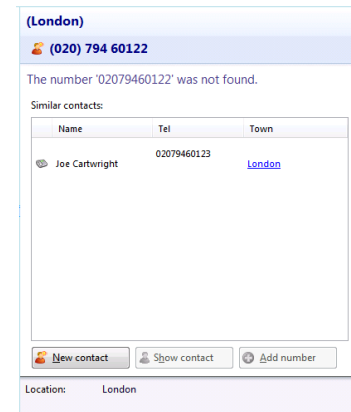 (London)
(020) 794 60122
The number '02079460122' was not found.
Similar contacts:
Name Tel Town
02079460123
Joe Cartwright London
New contact Show contact Add number
Location: London